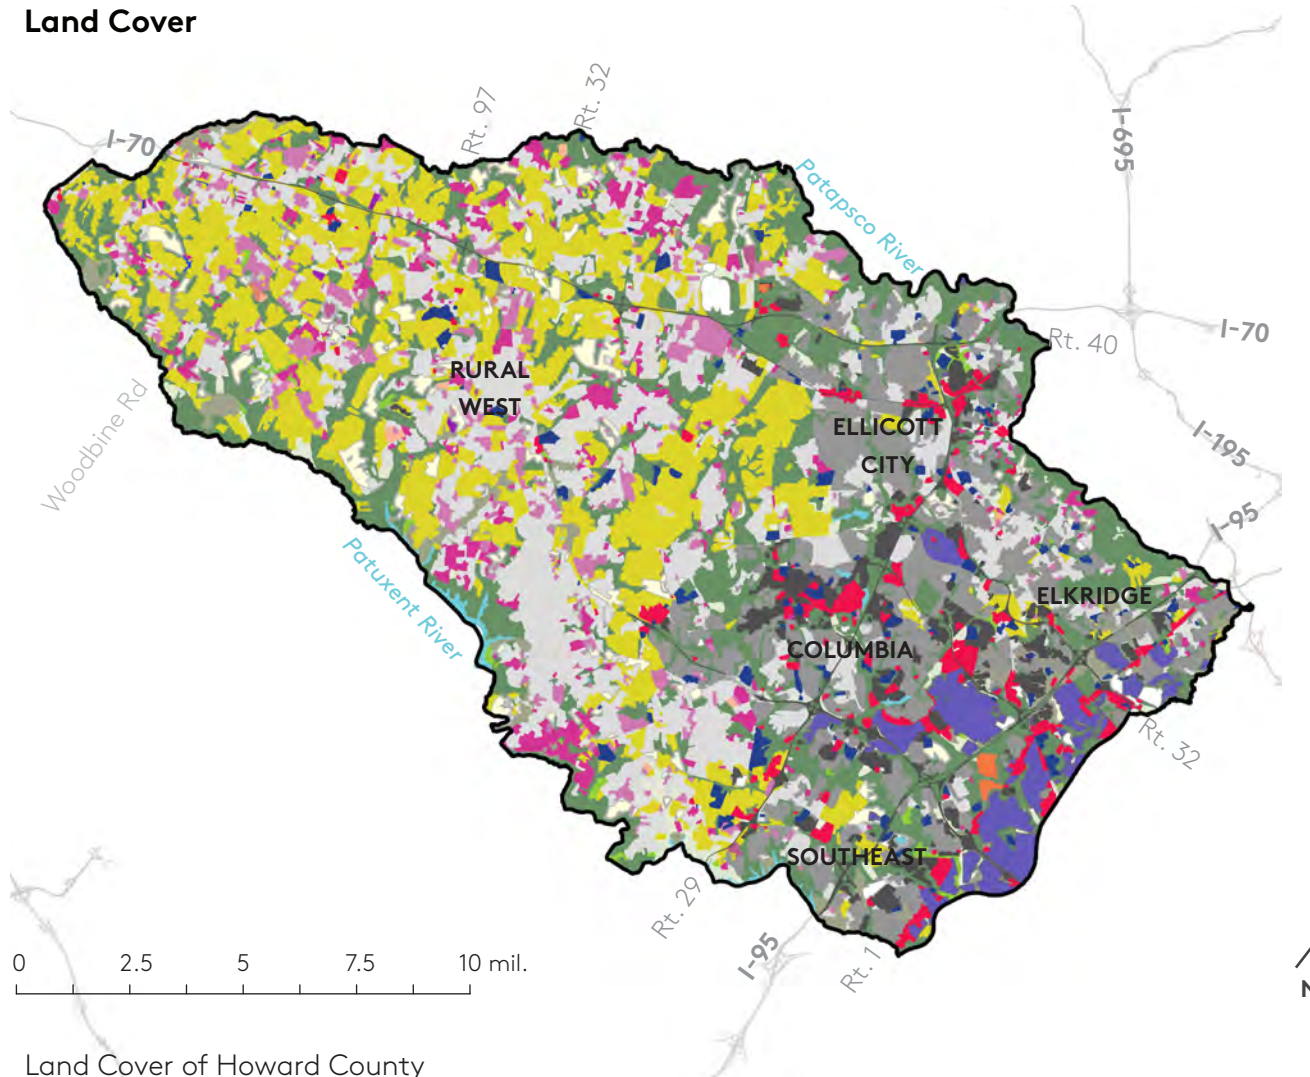 Land Cover
I-70
Rt. 97
Rt. 32
I-695
Patapsco River
I-70
Rt. 40
RURAL
WEST
Woodbine Rd
ELLICOTT
CITY
I-195
I-95
Patuxent River
ELKRIDGE
COLUMBIA
Rt. 32
SOUTHEAST
Rt. 29
I-95
Rt. 1
0 2.5 5 7.5 10 mil.
Land Cover of Howard County